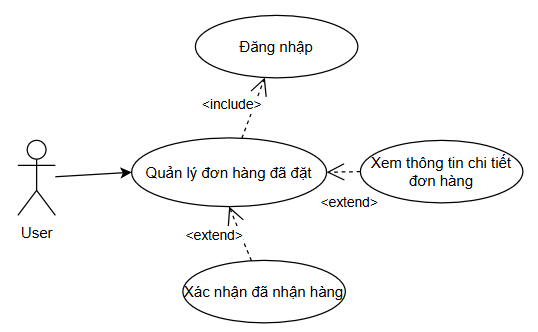 Đăng nhập
<include>
Quản lý đơn hàng đã đặt
Xem thông tin chi tiết
đơn hàng
<extend>
User
<extend>
Xác nhận đã nhận hàng